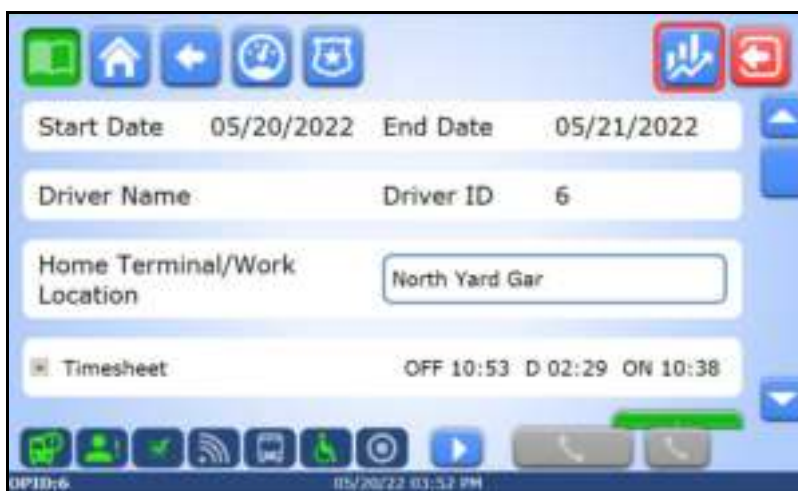 Start Date 05/20/2022 End Date 05/21/2022
Driver Name Driver ID 6
Home Terminal/Work
Location
North Yard Gar
Timesheet OFF 10:53 D 02:29 ON 10:38
OPID:6 05/20/22 03:52 PM